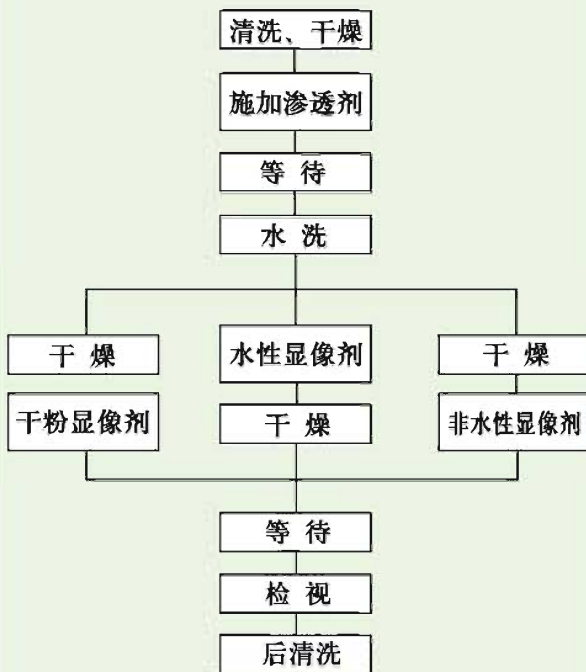 清洗、干燥
施加渗透剂
等 待
水 洗
干 燥
水性显像剂
干 燥
干粉显像剂
干 燥
非水性显像剂
等 待
检 视
后清洗